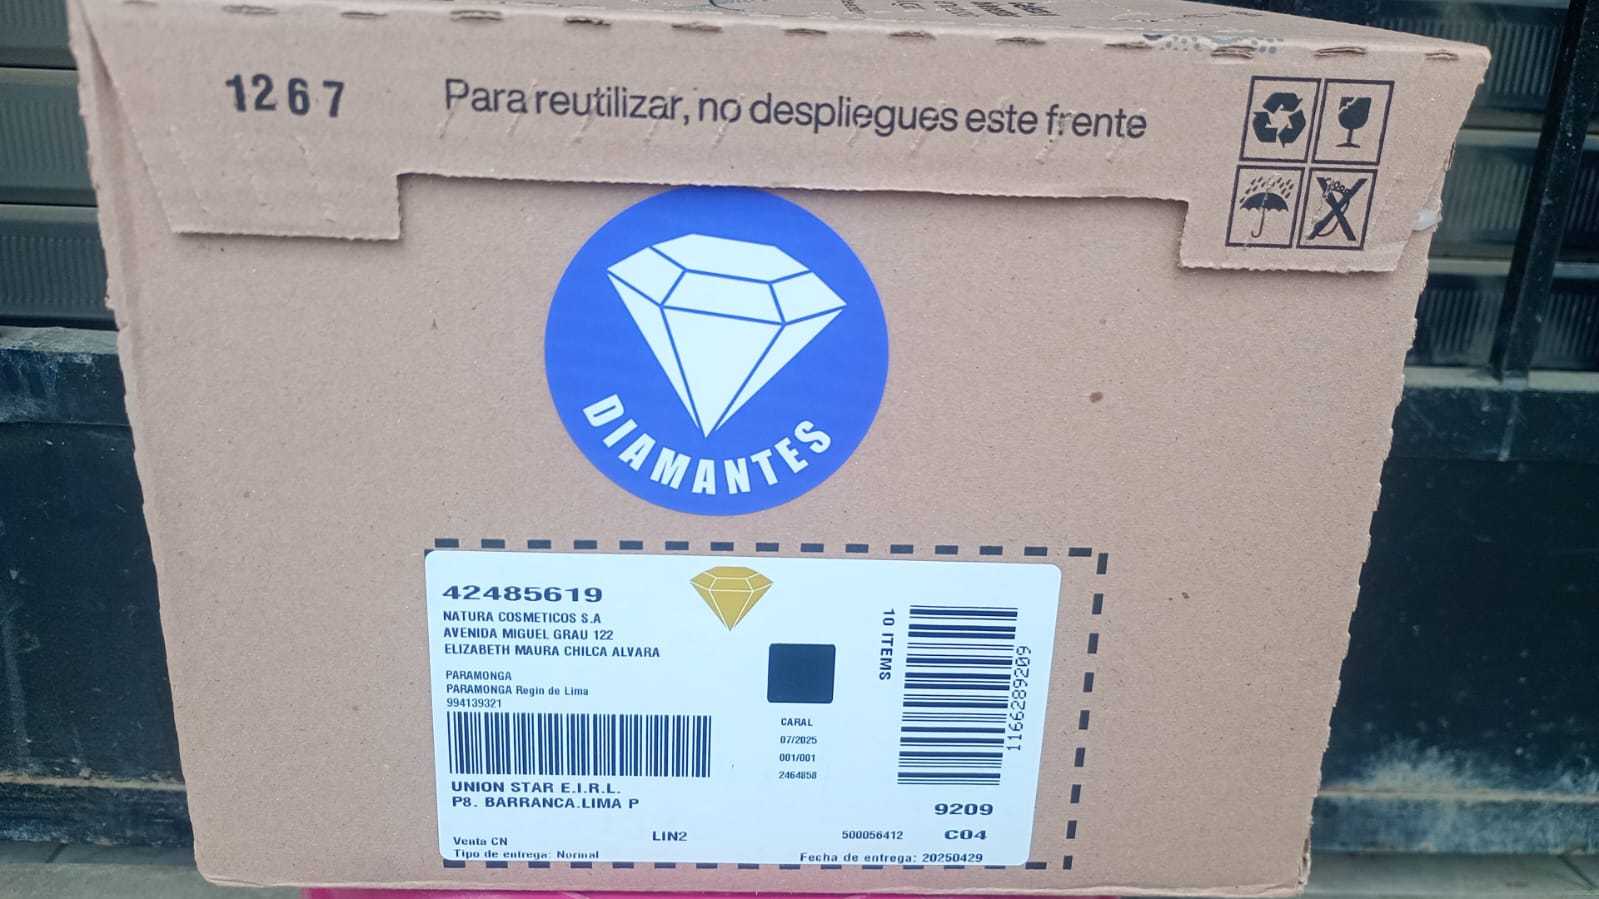 1267
Para reutilizar, no despliegues este frente
DIAMANTES
42485619
NATURA COSMETICOS S.A
AVENIDA MIGUEL GRAU 122
ELIZABETH MAURA CHILCA ALVARA
PARAMONGA
PARAMONGA Regin de Lima
994139321
UNION STAR E.I.R.L.
P8. BARRANCA.LIMA P
Venta CN
Tipo de entrega: Normal
LIN2
CARAL
07/2025
001/001
2464858
10 ITEMS
1166289209
9209
500056412
C04
Fecha de entrega: 20250429